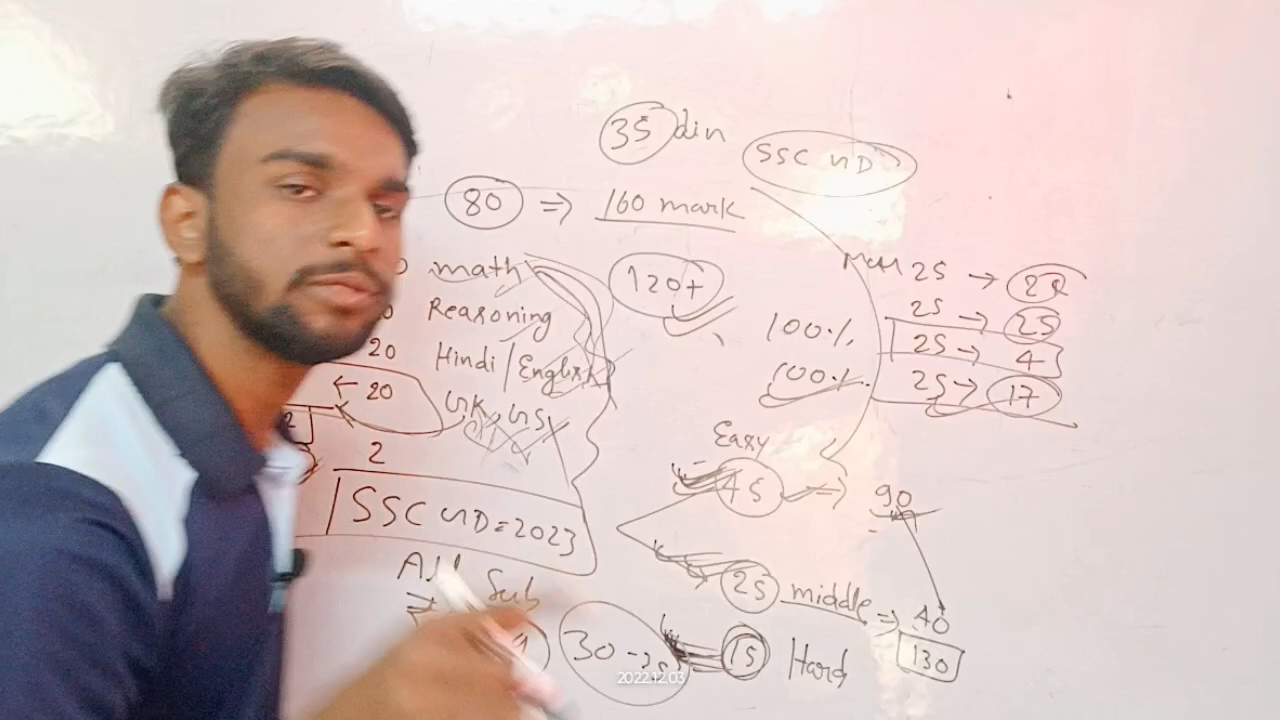 35 din
SSC GD
80 ⇒ 160 mark
math
120+
Reasoning
20 Hindi/English
← 20 GK, GS
2
SSC GD = 2023
All Sub
30 - 35
25 →
25 → 25
25 → 4
25 → 17
100%
100%
Easy
45 ⇒ 90
25 middle ⇒ 40
15 Hard
130
2022.12.03